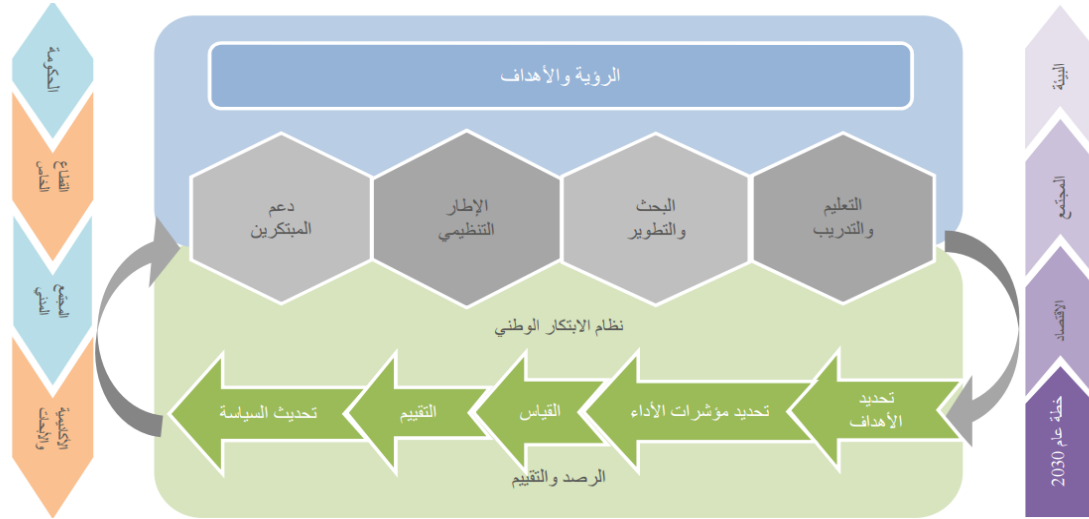 الرؤية والأهداف
التعليم
والتدريب
البحث
والتطوير
الإطار
التنظيمي
دعم
المبتكرين
نظام الابتكار الوطني
تحديد
الأهداف
تحديد مؤشرات الأداء
القياس
التقييم
تحديث السياسة
الرصد والتقييم
البيئة
المجتمع
الاقتصاد
خطة عام 2030
الحكومة
القطاع
الخاص
المجتمع
المدني
الأكاديمية
والأبحاث